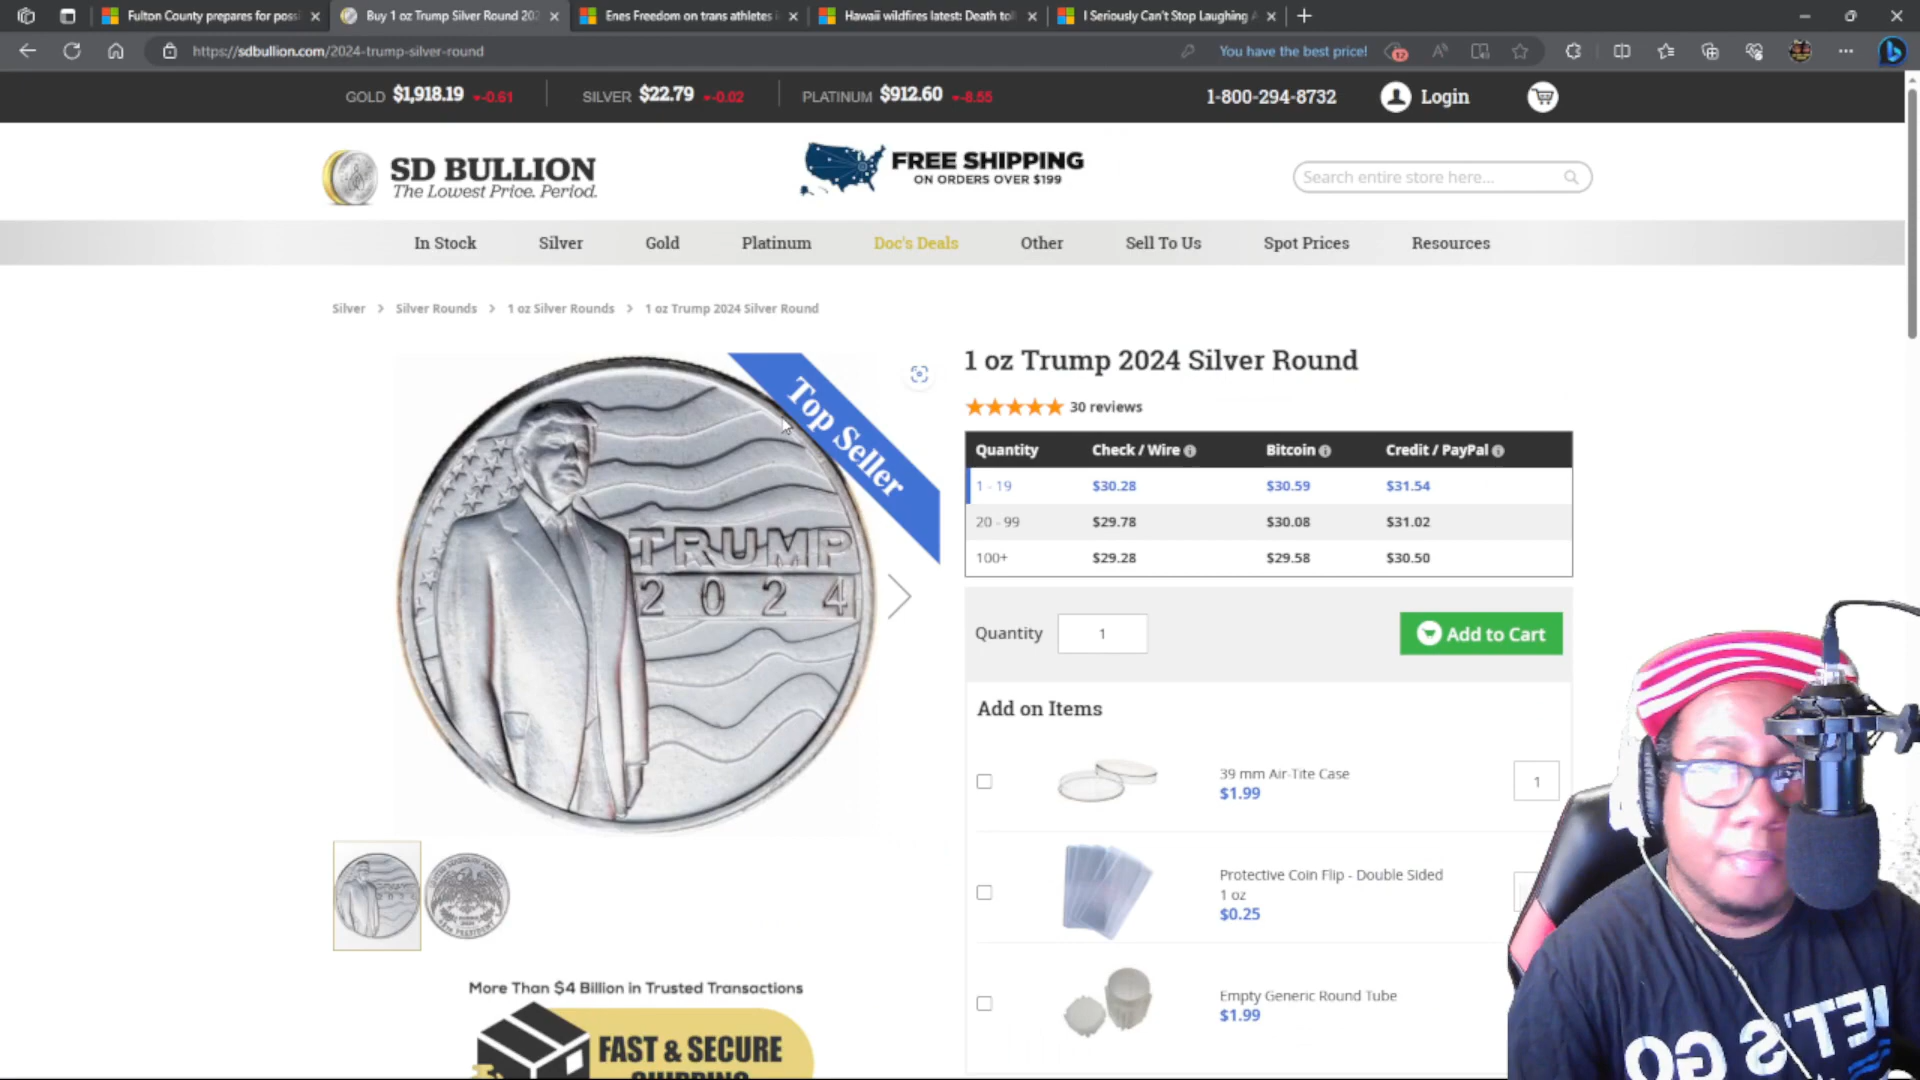 Fulton County prepares for possi
Buy 1 oz Trump Silver Round 202
Enes Freedom on trans athletes i
Hawaii wildfires latest: Death toll
I Seriously Can't Stop Laughing A
https://sdbullion.com/2024-trump-silver-round
You have the best price!
12
GOLD $1,918.19 -0.61
SILVER $22.79 -0.02
PLATINUM $912.60 -8.55
1-800-294-8732
Login
SD BULLION
The Lowest Price. Period.
FREE SHIPPING
ON ORDERS OVER $199
Search entire store here...
In Stock
Silver
Gold
Platinum
Doc's Deals
Other
Sell To Us
Spot Prices
Resources
Silver > Silver Rounds > 1 oz Silver Rounds > 1 oz Trump 2024 Silver Round
Top Seller
TRUMP
2024
1 oz Trump 2024 Silver Round
30 reviews
Quantity Check / Wire Bitcoin Credit / PayPal
1 - 19 $30.28 $30.59 $31.54
20 - 99 $29.78 $30.08 $31.02
100+ $29.28 $29.58 $30.50
Quantity 1
Add to Cart
Add on Items
39 mm Air-Tite Case
$1.99
1
Protective Coin Flip - Double Sided
1 oz
$0.25
Empty Generic Round Tube
$1.99
More Than $4 Billion in Trusted Transactions
FAST & SECURE
SHIPPING
LET'S GO